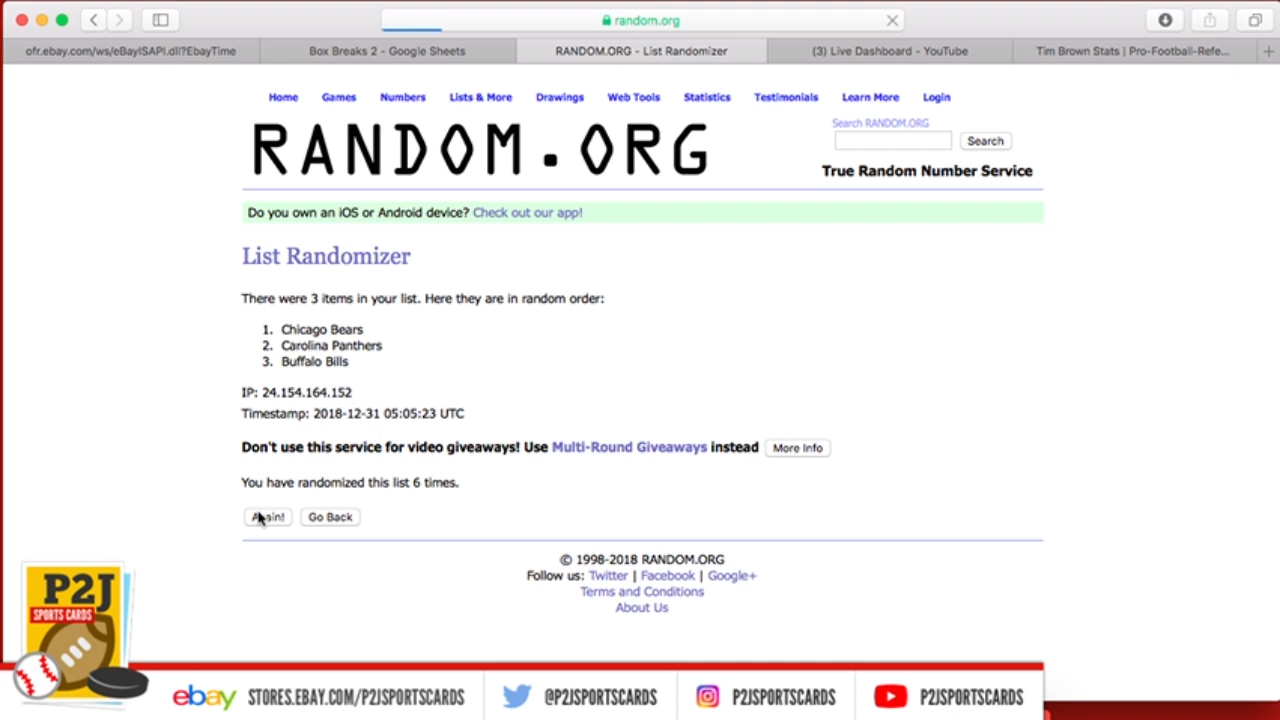 random.org
ofr.ebay.com/ws/eBayISAPI.dll?EbayTime
Box Breaks 2 - Google Sheets
RANDOM.ORG - List Randomizer
(3) Live Dashboard - YouTube
Tim Brown Stats | Pro-Football-Refe...
Home Games Numbers Lists & More Drawings Web Tools Statistics Testimonials Learn More Login
RANDOM.ORG
Search RANDOM.ORG
Search
True Random Number Service
Do you own an iOS or Android device? Check out our app!
List Randomizer
There were 3 items in your list. Here they are in random order:
1. Chicago Bears
2. Carolina Panthers
3. Buffalo Bills
IP: 24.154.164.152
Timestamp: 2018-12-31 05:05:23 UTC
Don't use this service for video giveaways! Use Multi-Round Giveaways instead More Info
You have randomized this list 6 times.
Again! Go Back
© 1998-2018 RANDOM.ORG
Follow us: Twitter | Facebook | Google+
Terms and Conditions
About Us
P2J
SPORTS CARDS
ebay STORES.EBAY.COM/P2JSPORTSCARDS
@P2JSPORTSCARDS
P2JSPORTSCARDS
P2JSPORTSCARDS